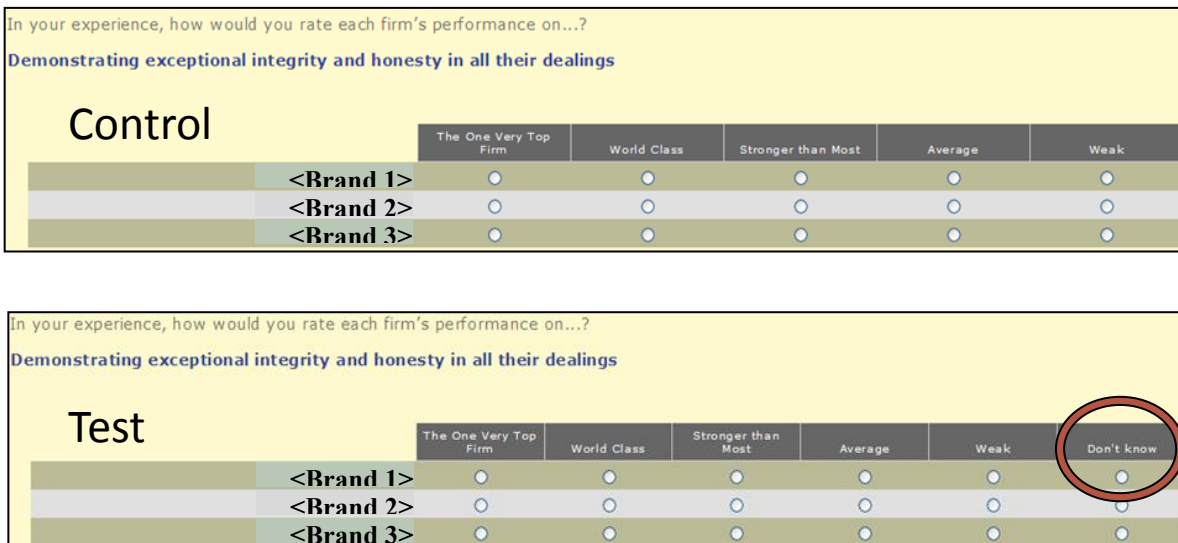 In your experience, how would you rate each firm's performance on...?
Demonstrating exceptional integrity and honesty in all their dealings
Control
The One Very Top Firm World Class Stronger than Most Average Weak
<Brand 1>
<Brand 2>
<Brand 3>
In your experience, how would you rate each firm's performance on...?
Demonstrating exceptional integrity and honesty in all their dealings
Test
The One Very Top Firm World Class Stronger than Most Average Weak Don't know
<Brand 1>
<Brand 2>
<Brand 3>